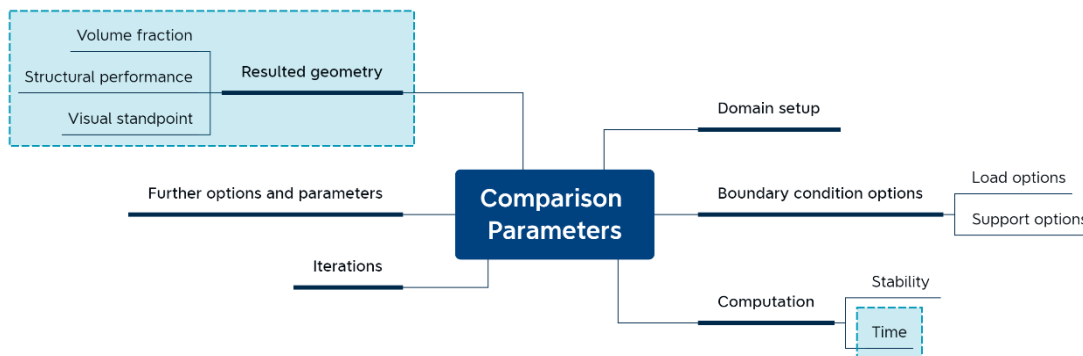 Volume fraction
Structural performance
Visual standpoint
Resulted geometry
Further options and parameters
Iterations
Comparison
Parameters
Domain setup
Boundary condition options
Load options
Support options
Computation
Stability
Time